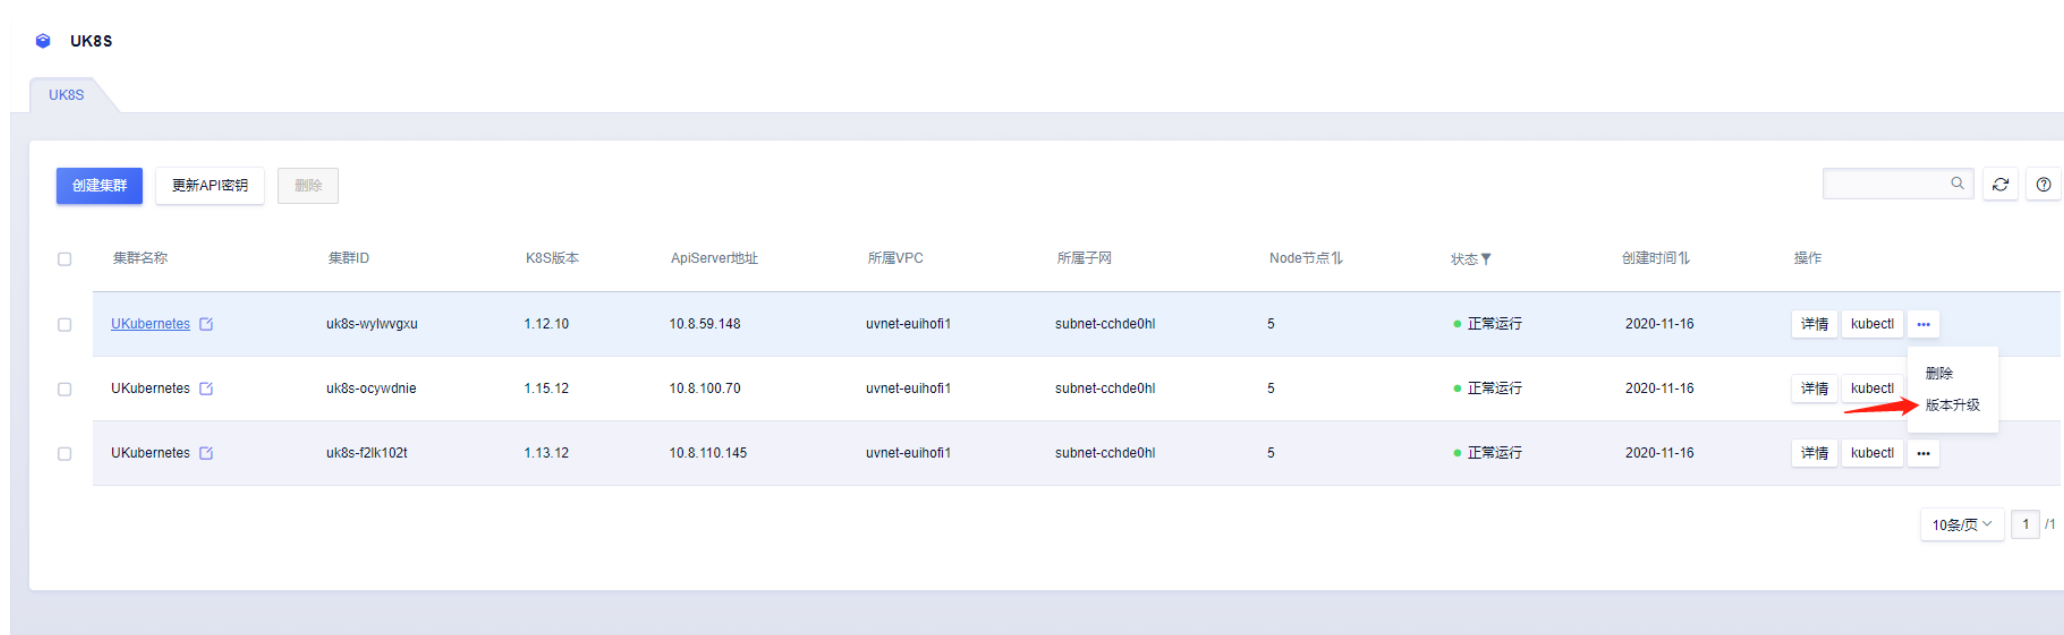 UK8S
UK8S
创建集群 更新API密钥 删除
集群名称 集群ID K8S版本 ApiServer地址 所属VPC 所属子网 Node节点 状态 创建时间 操作
UKubernetes uk8s-wylwvgxu 1.12.10 10.8.59.148 uvnet-euihofi1 subnet-cchde0hl 5 正常运行 2020-11-16 详情 kubectl ...
删除
UKubernetes uk8s-ocywdnie 1.15.12 10.8.100.70 uvnet-euihofi1 subnet-cchde0hl 5 正常运行 2020-11-16 详情 kubectl
版本升级
UKubernetes uk8s-f2lk102t 1.13.12 10.8.110.145 uvnet-euihofi1 subnet-cchde0hl 5 正常运行 2020-11-16 详情 kubectl ...
10条/页 1 /1